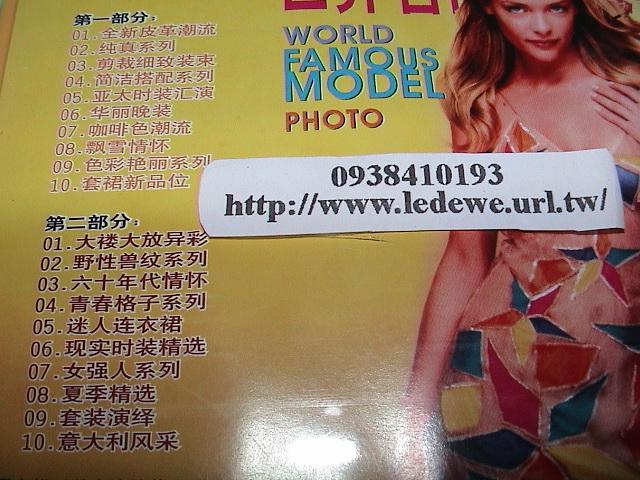 第一部分:
01.全新皮革潮流
02.纯真系列
03.剪裁细致装束
04.简洁搭配系列
05.亚太时装汇演
06.华丽晚装
07.咖啡色潮流
08.飘雪情怀
09.色彩艳丽系列
10.套裙新品位
第二部分:
01.大褛大放异彩
02.野性兽纹系列
03.六十年代情怀
04.青春格子系列
05.迷人连衣裙
06.现实时装精选
07.女强人系列
08.夏季精选
09.套装演绎
10.意大利风采
WORLD
FAMOUS
MODEL
PHOTO
0938410193
http://www.ledewe.url.tw/